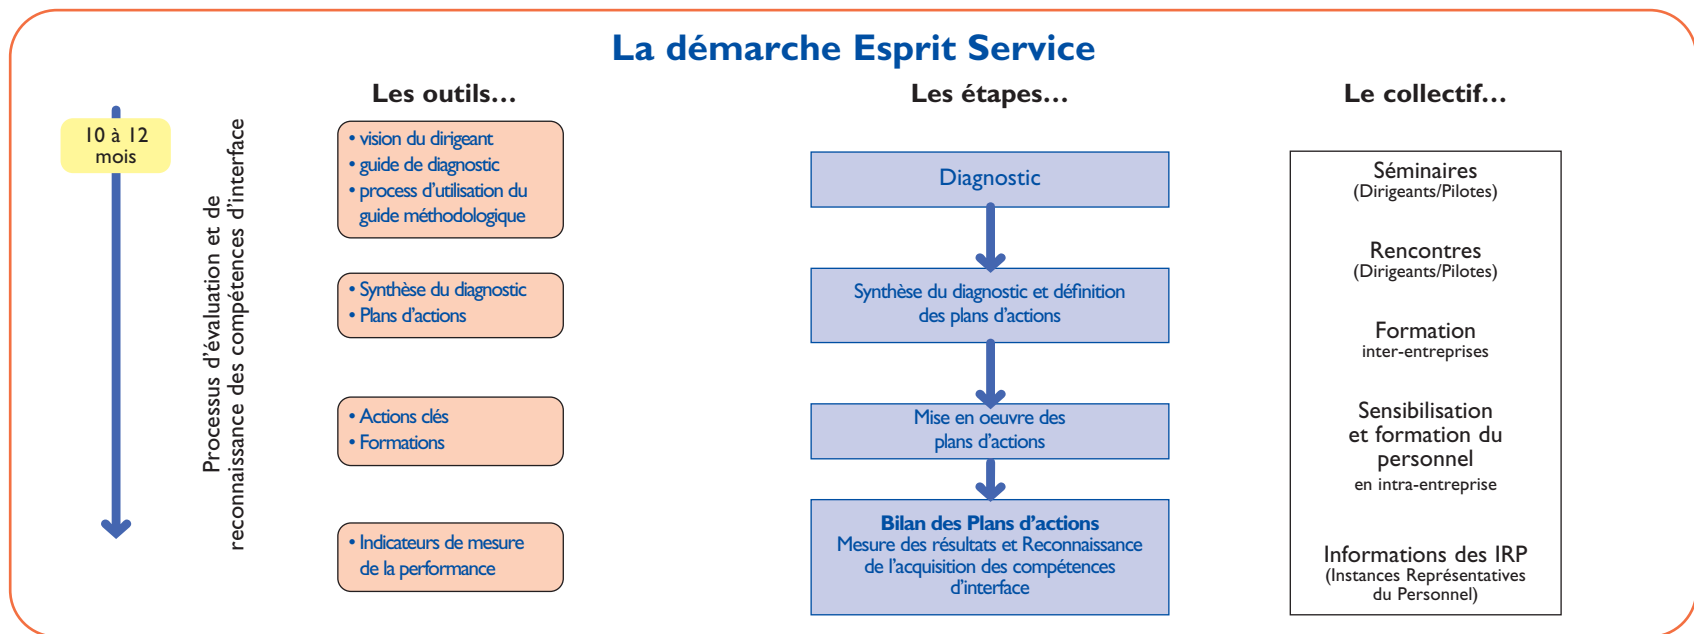 La démarche Esprit Service
Les outils…
Les étapes…
Le collectif…
10 à 12
mois
Processus d’évaluation et de
reconnaissance des compétences d’interface
• vision du dirigeant
• guide de diagnostic
• process d’utilisation du
guide méthodologique
• Synthèse du diagnostic
• Plans d’actions
• Actions clés
• Formations
• Indicateurs de mesure
de la performance
Diagnostic
Synthèse du diagnostic et définition
des plans d’actions
Mise en oeuvre des
plans d’actions
Bilan des Plans d’actions
Mesure des résultats et Reconnaissance
de l’acquisition des compétences
d’interface
Séminaires
(Dirigeants/Pilotes)
Rencontres
(Dirigeants/Pilotes)
Formation
inter-entreprises
Sensibilisation
et formation du
personnel
en intra-entreprise
Informations des IRP
(Instances Représentatives
du Personnel)